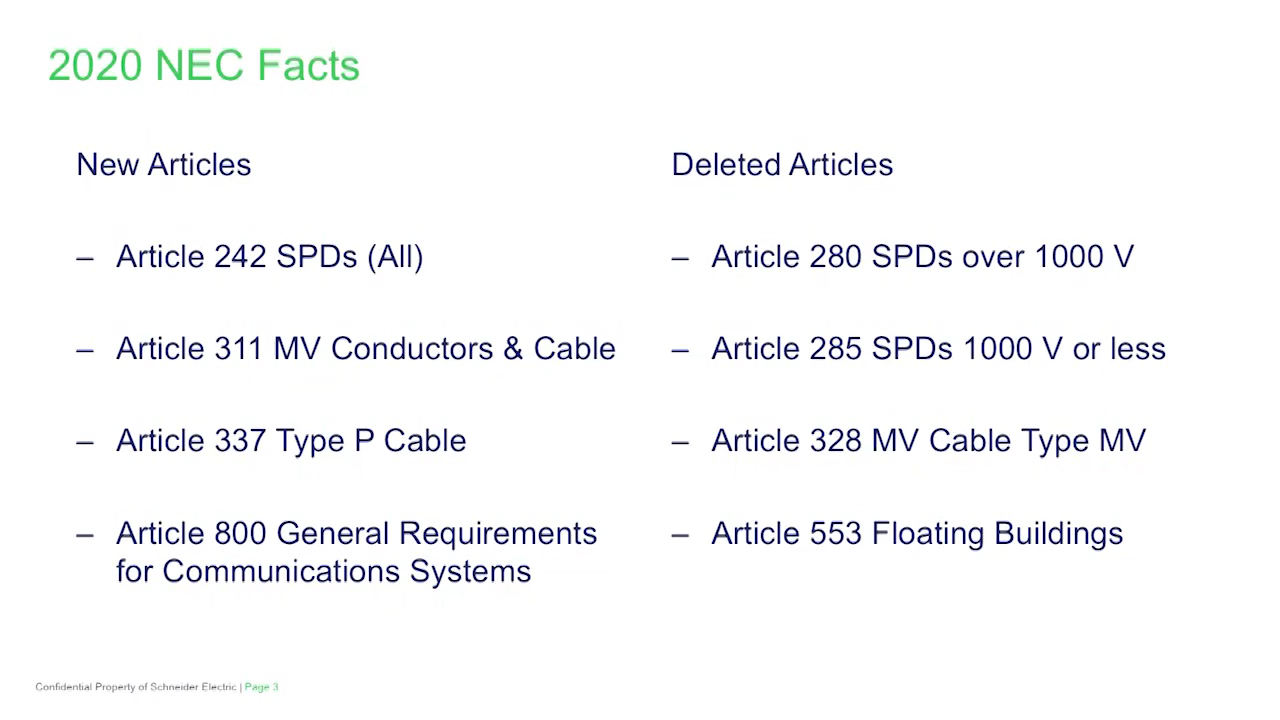 2020 NEC Facts
New Articles
– Article 242 SPDs (All)
– Article 311 MV Conductors & Cable
– Article 337 Type P Cable
– Article 800 General Requirements
for Communications Systems
Deleted Articles
– Article 280 SPDs over 1000 V
– Article 285 SPDs 1000 V or less
– Article 328 MV Cable Type MV
– Article 553 Floating Buildings
Confidential Property of Schneider Electric | Page 3